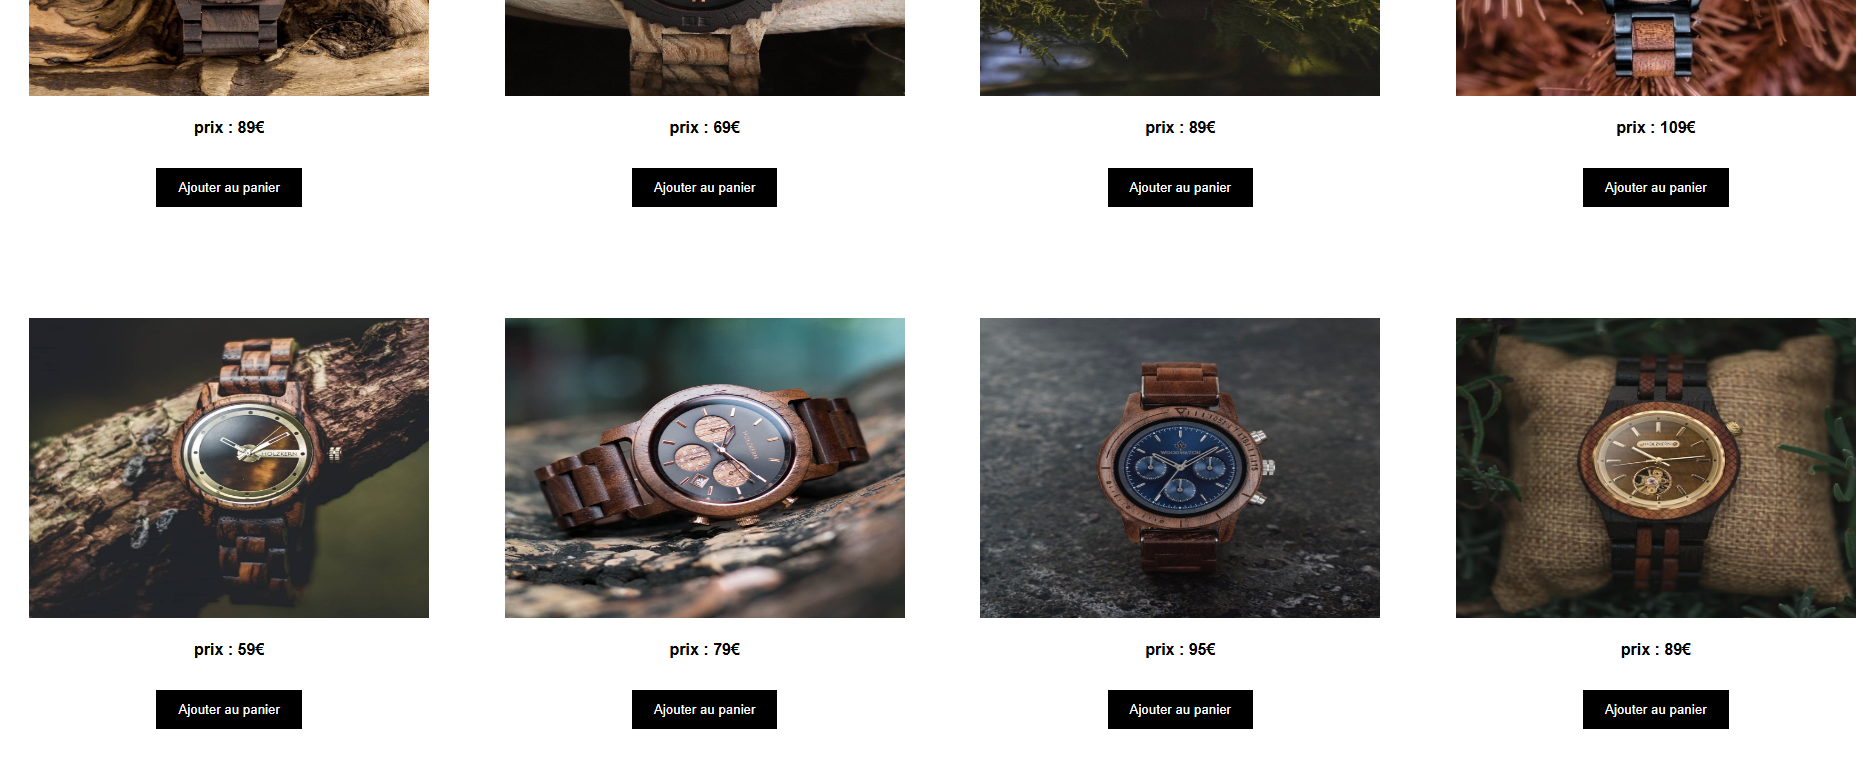 prix : 89€
prix : 69€
prix : 89€
prix : 109€
Ajouter au panier
Ajouter au panier
Ajouter au panier
Ajouter au panier
HOLZKERN
HOLZKERN
WOODWATCH
HOLZKERN
prix : 59€
prix : 79€
prix : 95€
prix : 89€
Ajouter au panier
Ajouter au panier
Ajouter au panier
Ajouter au panier